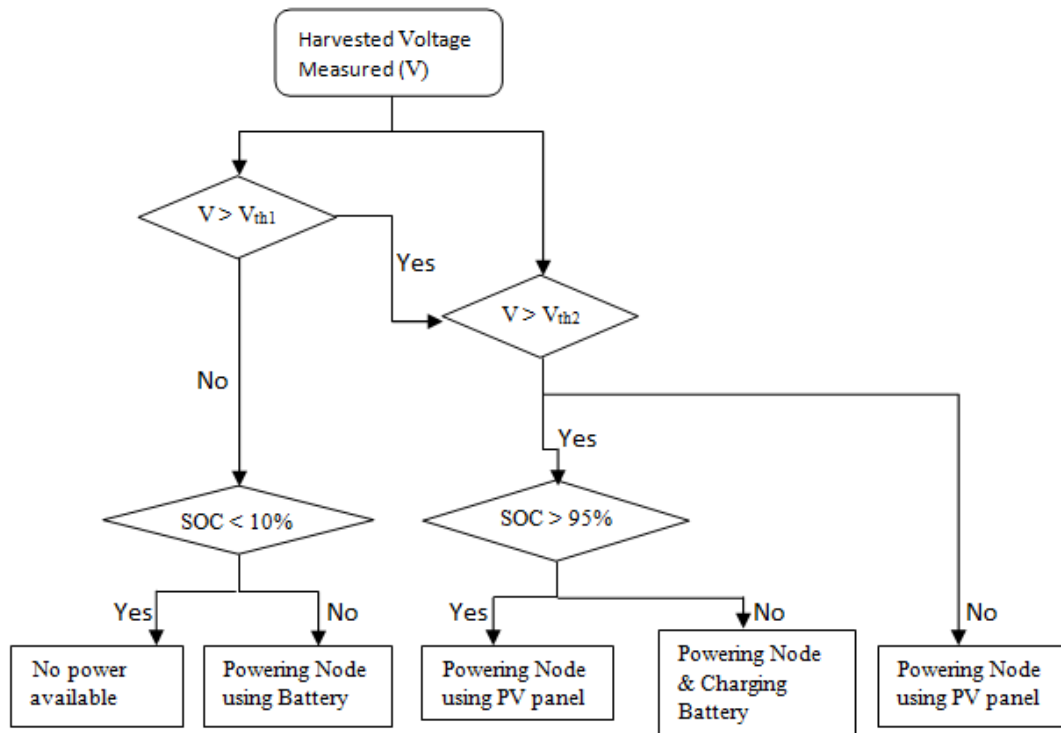 Harvested Voltage
Measured (V)
V > Vth1
Yes
V > Vth2
No
Yes
SOC < 10%
SOC > 95%
Yes
No
Yes
No
No
No power
available
Powering Node
using Battery
Powering Node
using PV panel
Powering Node
& Charging
Battery
Powering Node
using PV panel